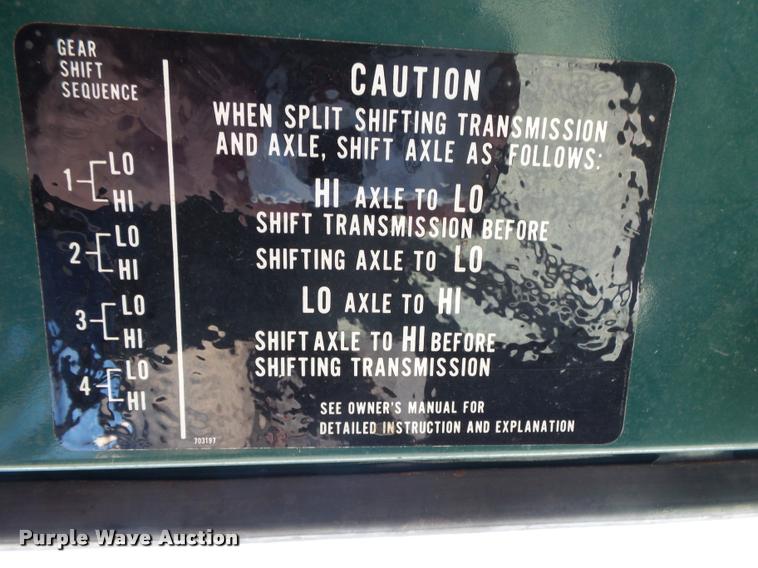 GEAR
SHIFT
SEQUENCE
1 LO
HI
2 LO
HI
3 LO
HI
4 LO
HI
CAUTION
WHEN SPLIT SHIFTING TRANSMISSION
AND AXLE, SHIFT AXLE AS FOLLOWS:
HI AXLE TO LO
SHIFT TRANSMISSION BEFORE
SHIFTING AXLE TO LO
LO AXLE TO HI
SHIFT AXLE TO HI BEFORE
SHIFTING TRANSMISSION
SEE OWNER'S MANUAL FOR
DETAILED INSTRUCTION AND EXPLANATION
703197
Purple Wave Auction